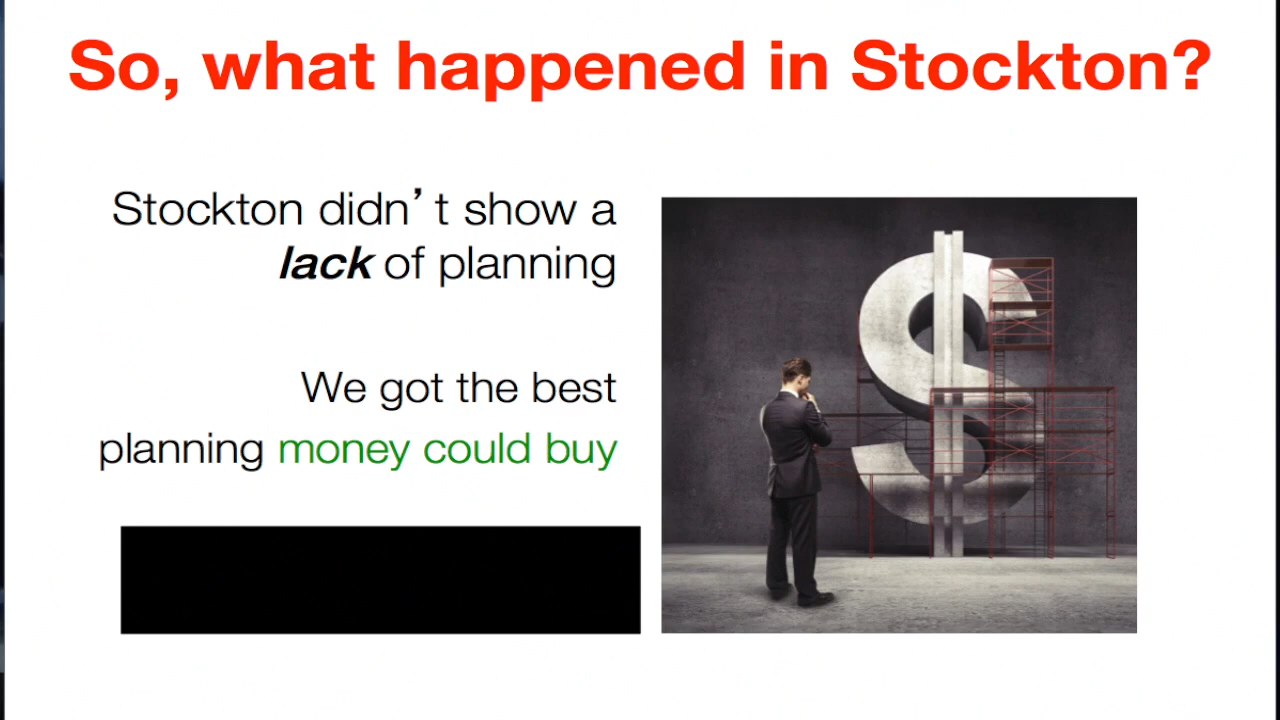 So, what happened in Stockton?
Stockton didn’t show a
lack of planning
We got the best
planning money could buy